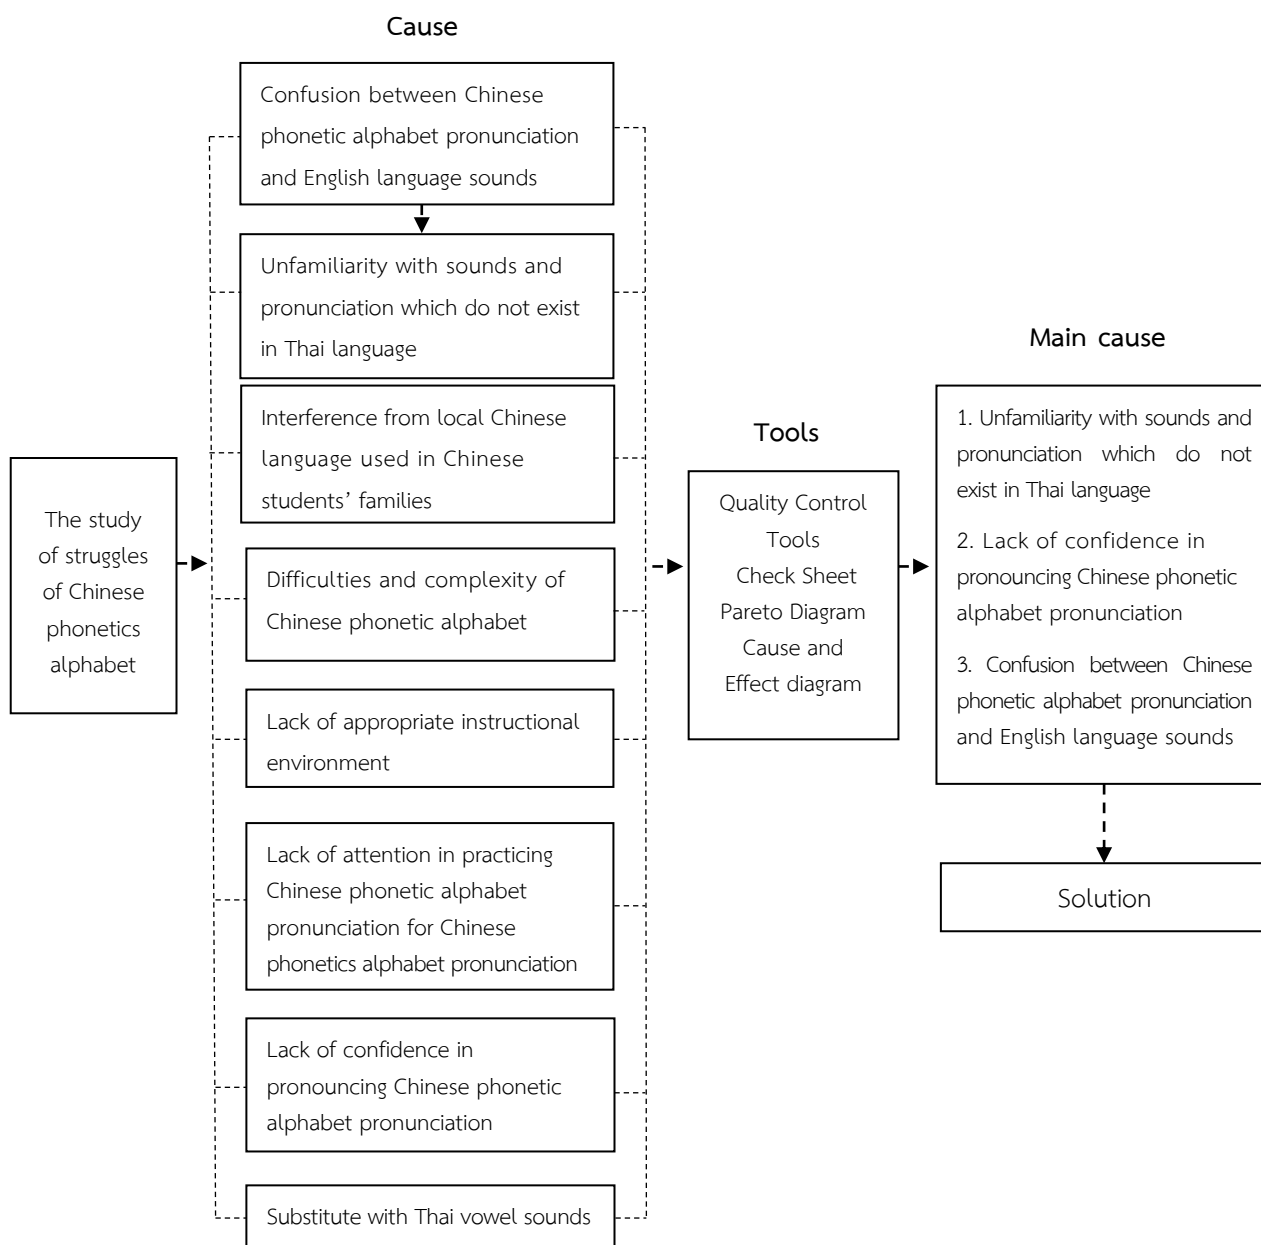 Cause
Confusion between Chinese
phonetic alphabet pronunciation
and English language sounds
Unfamiliarity with sounds and
pronunciation which do not exist
in Thai language
Interference from local Chinese
language used in Chinese
students’ families
Difficulties and complexity of
Chinese phonetic alphabet
Lack of appropriate instructional
environment
Lack of attention in practicing
Chinese phonetic alphabet
pronunciation for Chinese
phonetics alphabet pronunciation
Lack of confidence in
pronouncing Chinese phonetic
alphabet pronunciation
Substitute with Thai vowel sounds
The study
of struggles
of Chinese
phonetics
alphabet
Tools
Quality Control
Tools
Check Sheet
Pareto Diagram
Cause and
Effect diagram
Main cause
1. Unfamiliarity with sounds and
pronunciation which do not
exist in Thai language
2. Lack of confidence in
pronouncing Chinese phonetic
alphabet pronunciation
3. Confusion between Chinese
phonetic alphabet pronunciation
and English language sounds
Solution